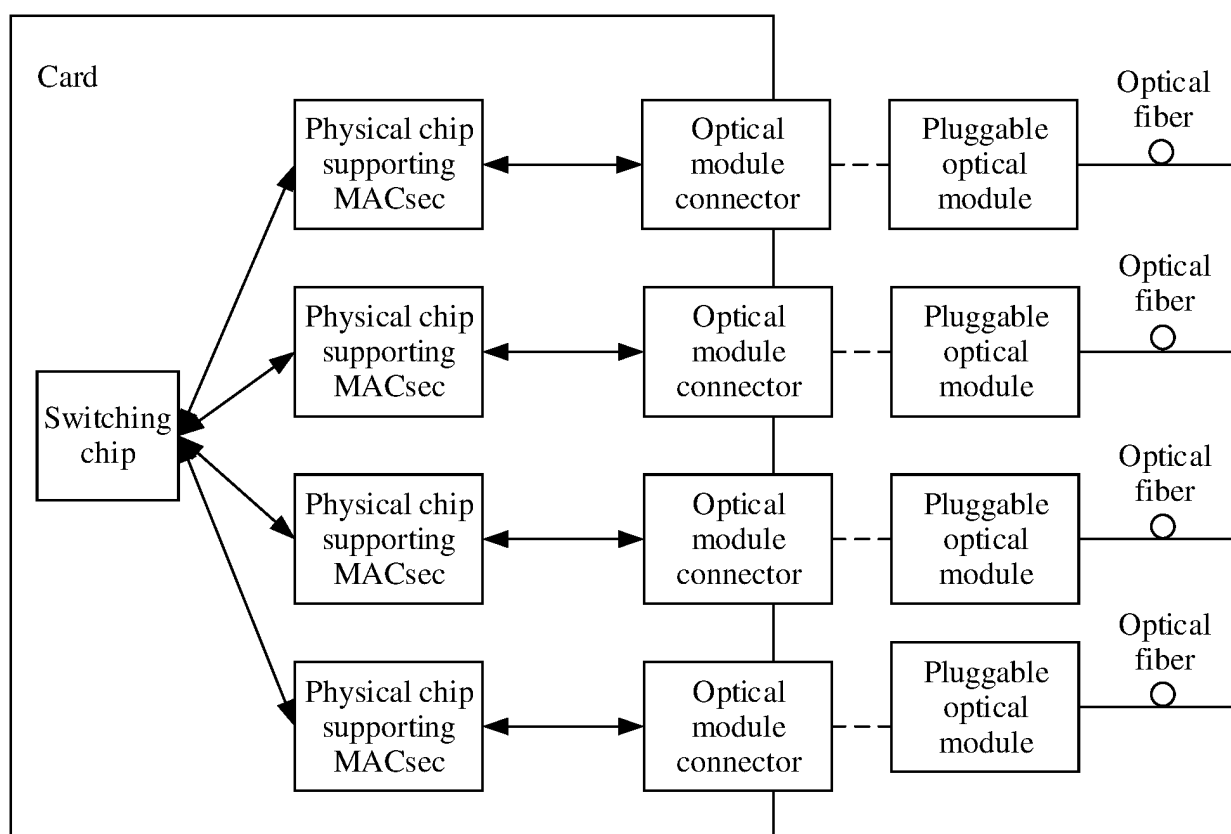 Card
Physical chip
supporting
MACsec
Optical
module
connector
Pluggable
optical
module
Optical
fiber
Physical chip
supporting
MACsec
Optical
module
connector
Pluggable
optical
module
Optical
fiber
Switching
chip
Physical chip
supporting
MACsec
Optical
module
connector
Pluggable
optical
module
Optical
fiber
Physical chip
supporting
MACsec
Optical
module
connector
Pluggable
optical
module
Optical
fiber